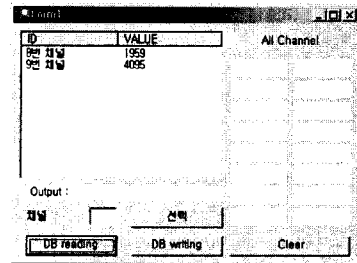 Form1
ID VALUE All Channel
8번 채널 1959
9번 채널 4095
Output :
채널 선택
DB reading DB writing Clear